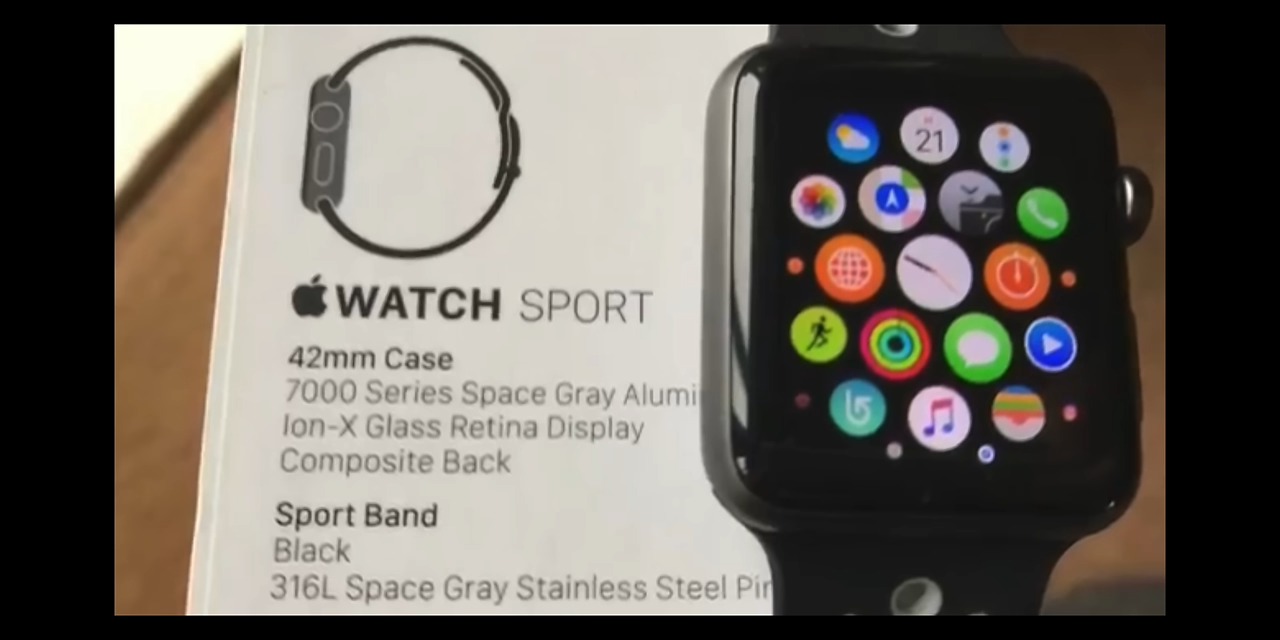 WATCH SPORT
42mm Case
7000 Series Space Gray Alumi
Ion-X Glass Retina Display
Composite Back
Sport Band
Black
316L Space Gray Stainless Steel Pin
21